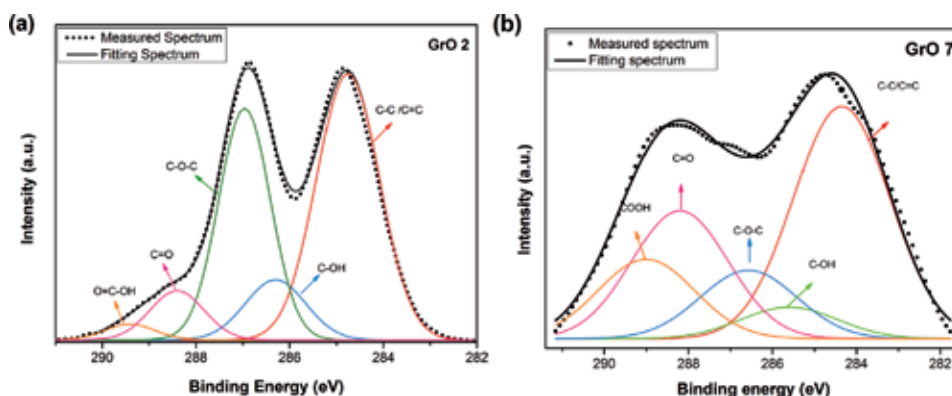 (a)
Measured Spectrum
Fitting Spectrum
GrO 2
C-C /C=C
C-O-C
C=O
C-OH
O=C-OH
Intensity (a.u.)
290
288
286
284
282
Binding Energy (eV)
(b)
Measured spectrum
Fitting spectrum
GrO 7
C-C/C=C
C=O
COOH
C-O-C
C-OH
Intensity (a.u.)
290
288
286
284
282
Binding energy (eV)